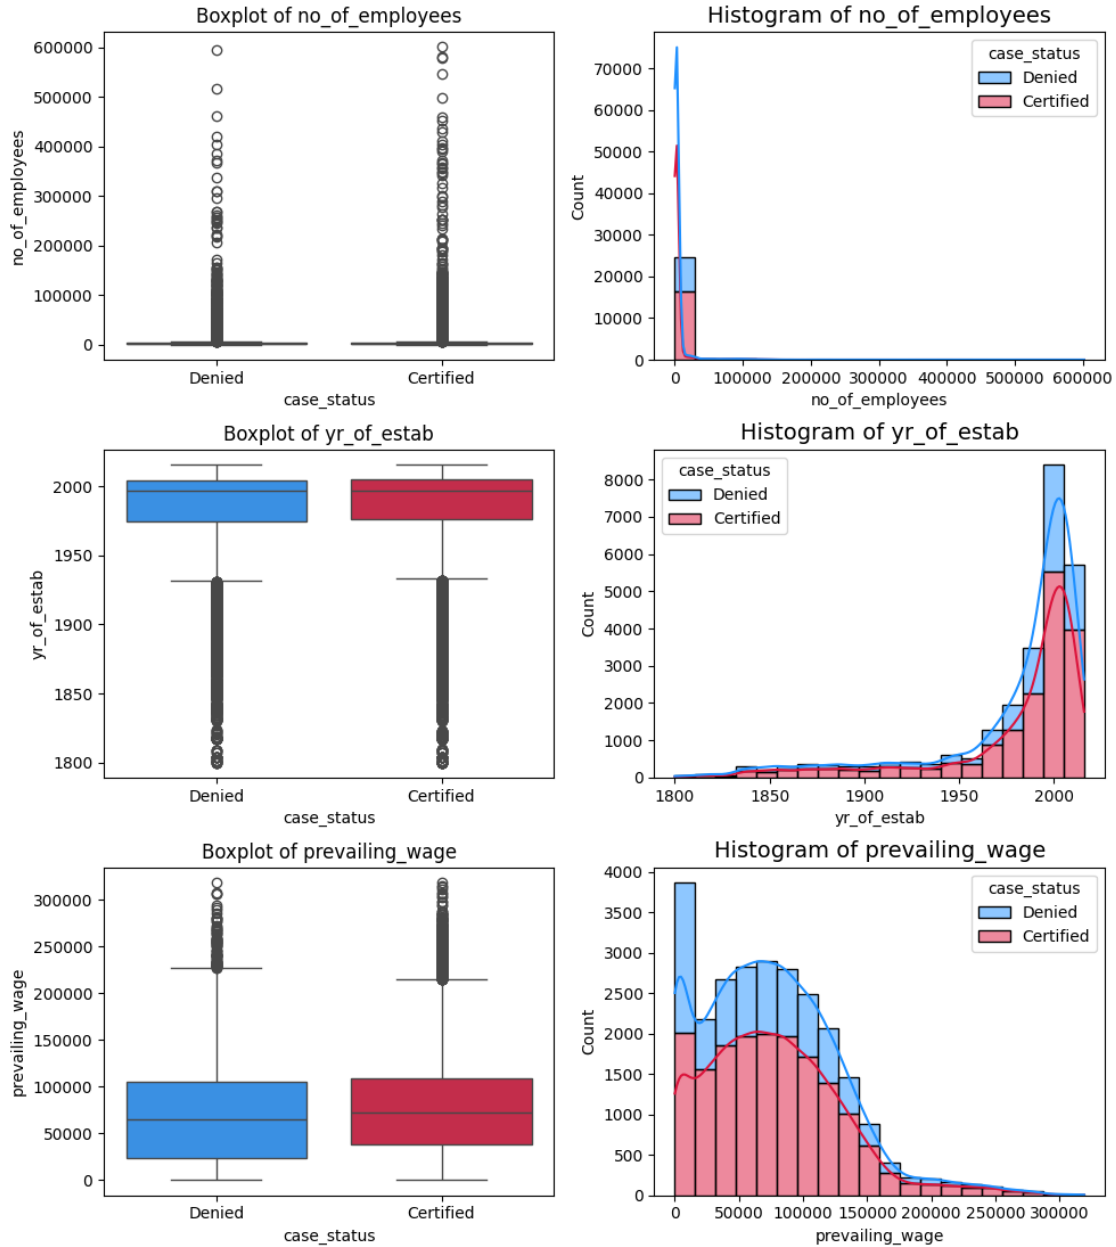 Boxplot of no_of_employees
600000
500000
400000
300000
200000
100000
0
no_of_employees
Denied
Certified
case_status
Histogram of no_of_employees
case_status
Denied
Certified
70000
60000
50000
40000
30000
20000
10000
0
Count
0
100000
200000
300000
400000
500000
600000
no_of_employees
Boxplot of yr_of_estab
2000
1950
1900
1850
1800
yr_of_estab
Denied
Certified
case_status
Histogram of yr_of_estab
case_status
Denied
Certified
8000
7000
6000
5000
4000
3000
2000
1000
0
Count
1800
1850
1900
1950
2000
yr_of_estab
Boxplot of prevailing_wage
300000
250000
200000
150000
100000
50000
0
prevailing_wage
Denied
Certified
case_status
Histogram of prevailing_wage
case_status
Denied
Certified
4000
3500
3000
2500
2000
1500
1000
500
0
Count
0
50000
100000
150000
200000
250000
300000
prevailing_wage